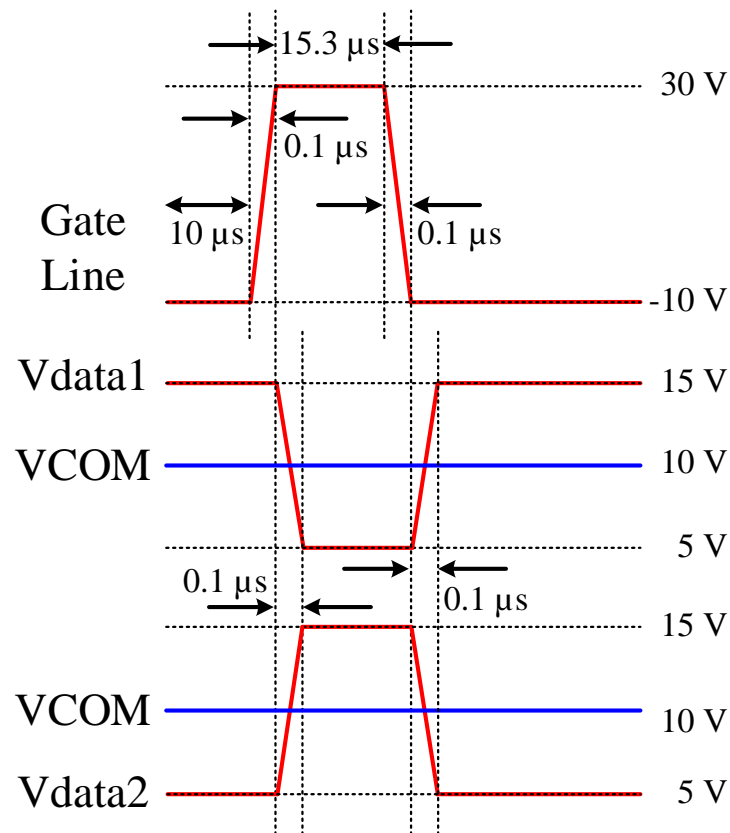 15.3 µs
30 V
0.1 µs
Gate
Line
10 µs
0.1 µs
-10 V
Vdata1
15 V
VCOM
10 V
5 V
0.1 µs
0.1 µs
15 V
VCOM
10 V
Vdata2
5 V